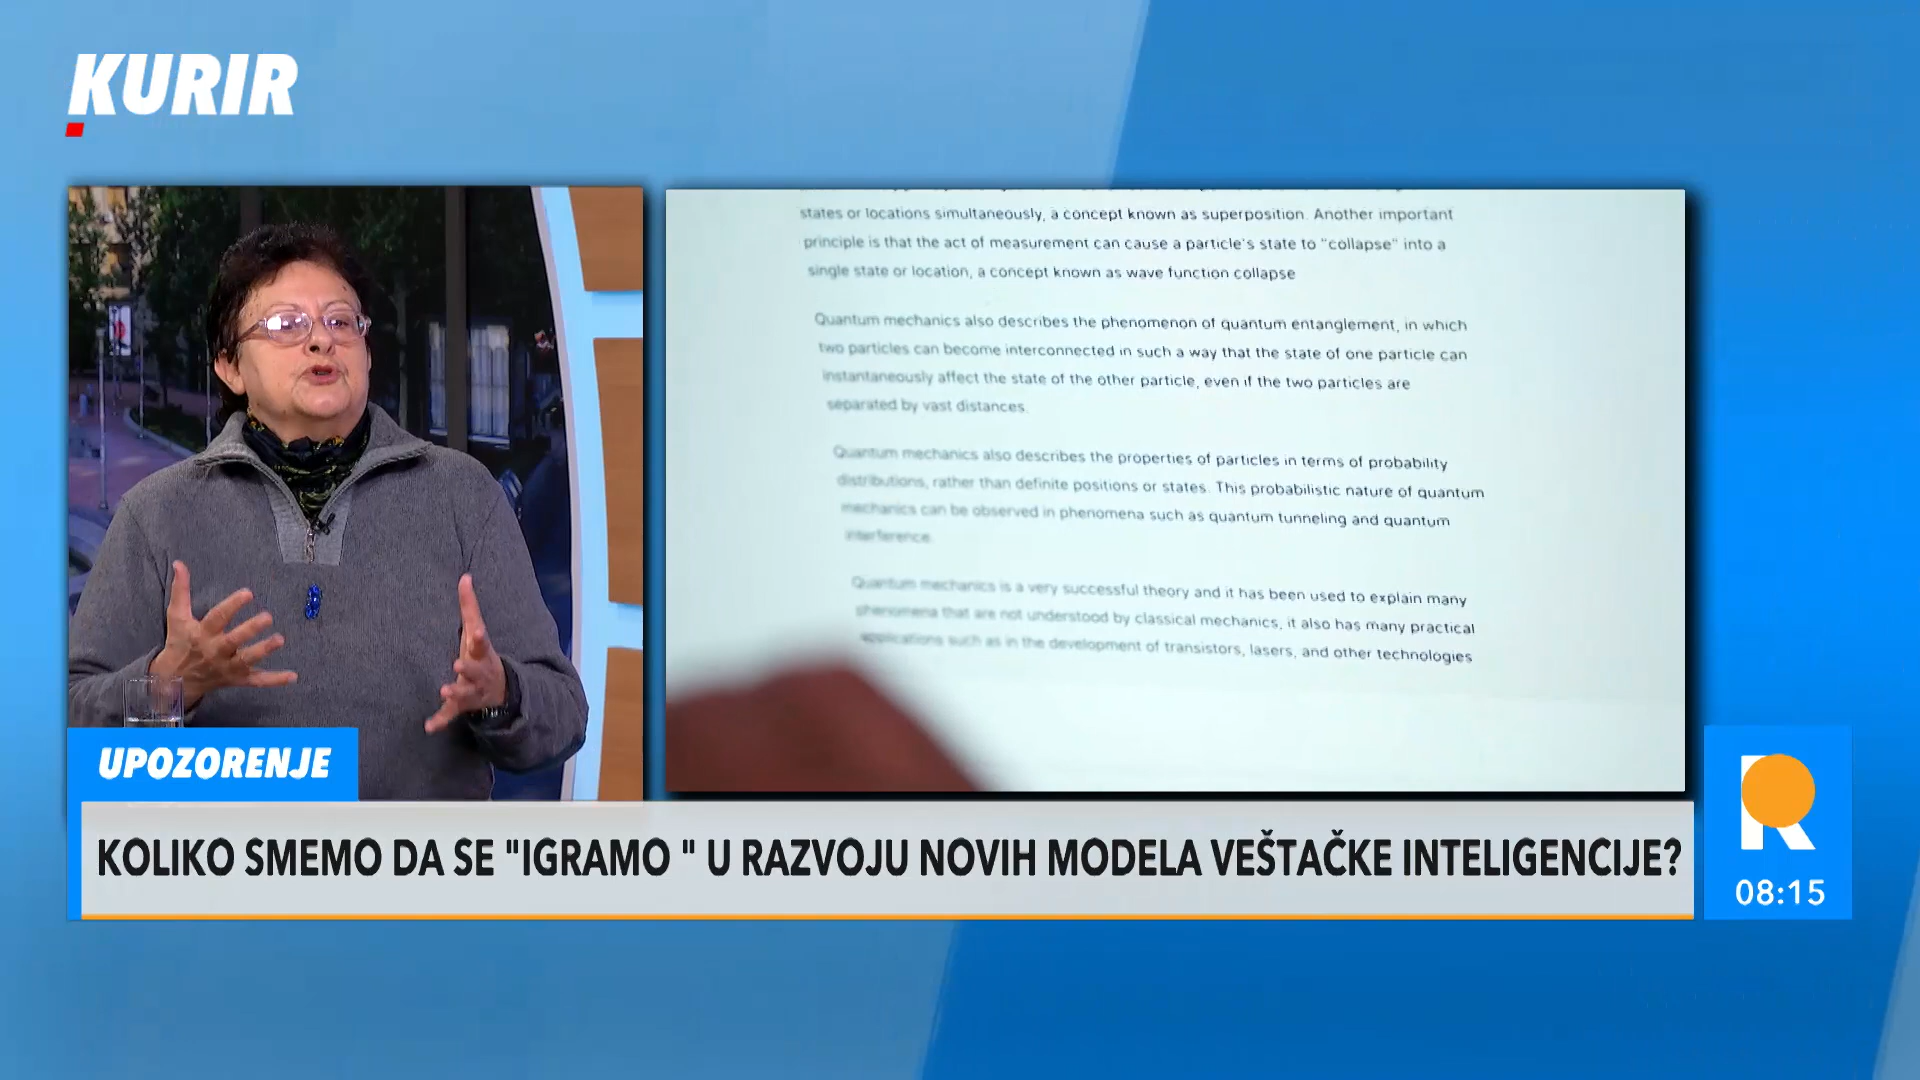 KURIR
states or locations simultaneously, a concept known as superposition. Another important
principle is that the act of measurement can cause a particle's state to "collapse" into a
single state or location, a concept known as wave function collapse
Quantum mechanics also describes the phenomenon of quantum entanglement, in which
two particles can become interconnected in such a way that the state of one particle can
instantaneously affect the state of the other particle, even if the two particles are
separated by vast distances.
Quantum mechanics also describes the properties of particles in terms of probability
distributions, rather than definite positions or states. This probabilistic nature of quantum
mechanics can be observed in phenomena such as quantum tunneling and quantum
interference.
Quantum mechanics is a very successful theory and it has been used to explain many
phenomena that are not understood by classical mechanics, it also has many practical
applications such as in the development of transistors, lasers, and other technologies
UPOZORENJE
KOLIKO SMEMO DA SE "IGRAMO " U RAZVOJU NOVIH MODELA VEŠTAČKE INTELIGENCIJE?
R
08:15